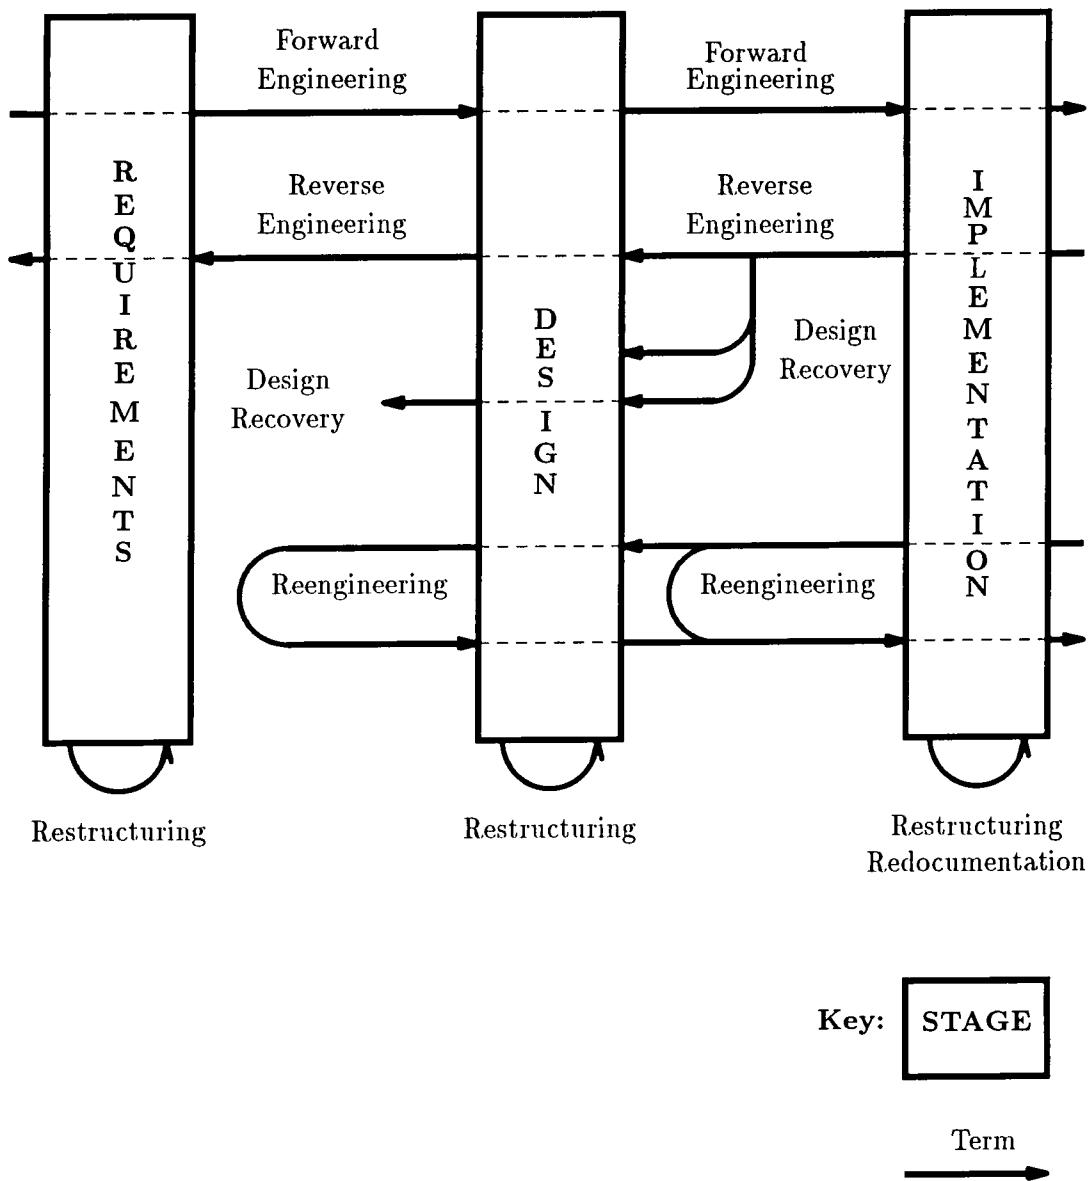 Forward
Engineering
Forward
Engineering
REQUIREMENTS
Reverse
Engineering
Reverse
Engineering
IMPLEMENTATION
DESIGN
Design
Recovery
Design
Recovery
Reengineering
Reengineering
Restructuring
Restructuring
Restructuring
Redocumentation
Key:
STAGE
Term